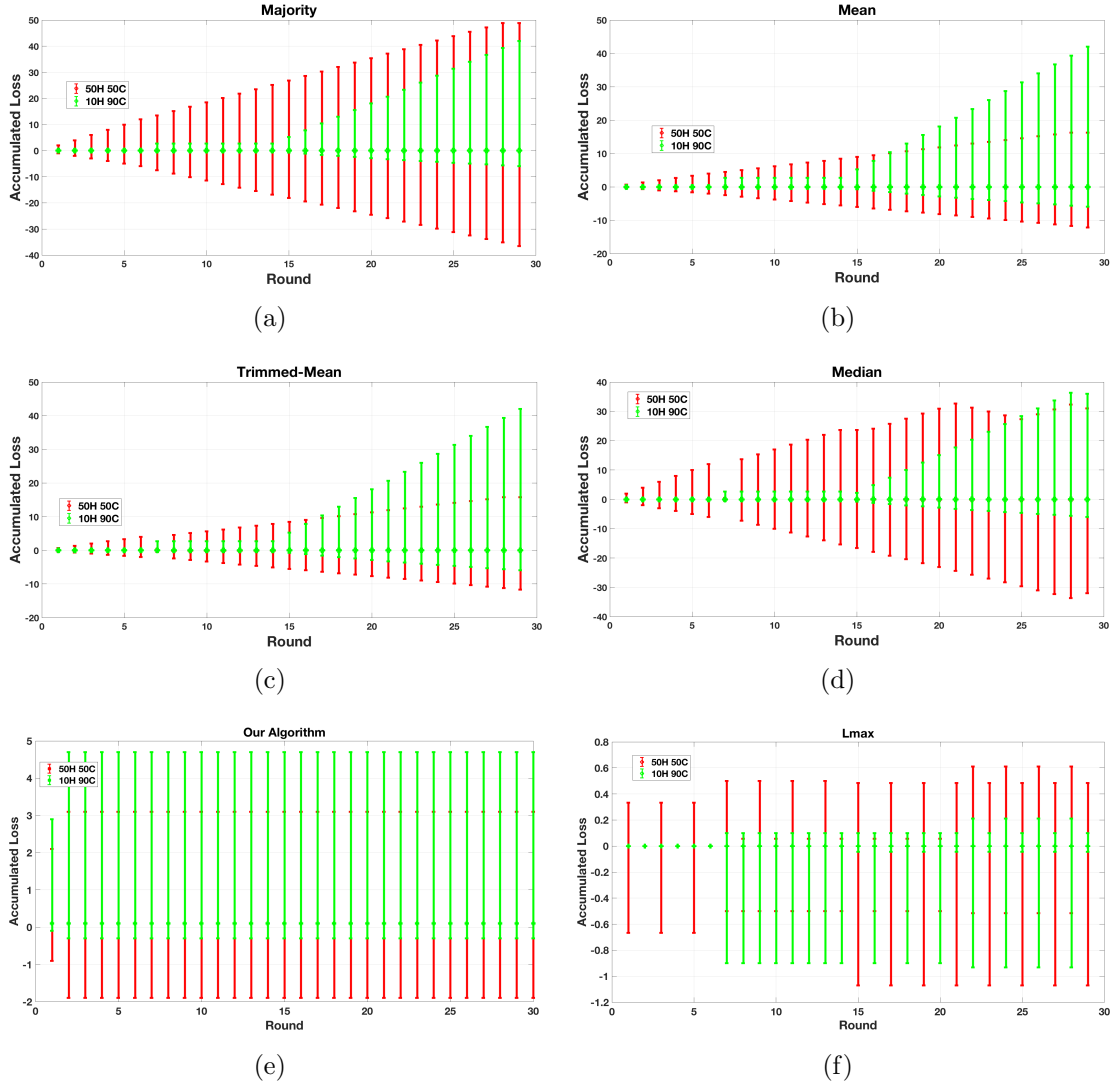 Majority
Accumulated Loss
50
40
30
20
10
0
-10
-20
-30
-40
50H 50C
10H 90C
0 5 10 15 20 25 30
Round
(a)
Mean
Accumulated Loss
50
40
30
20
10
0
-10
-20
50H 50C
10H 90C
0 5 10 15 20 25 30
Round
(b)
Trimmed-Mean
Accumulated Loss
50
40
30
20
10
0
-10
-20
50H 50C
10H 90C
0 5 10 15 20 25 30
Round
(c)
Median
Accumulated Loss
40
30
20
10
0
-10
-20
-30
-40
50H 50C
10H 90C
0 5 10 15 20 25 30
Round
(d)
Our Algorithm
Accumulated Loss
5
4
3
2
1
0
-1
-2
50H 50C
10H 90C
0 5 10 15 20 25 30
Round
(e)
Lmax
Accumulated Loss
0.8
0.6
0.4
0.2
0
-0.2
-0.4
-0.6
-0.8
-1
-1.2
50H 50C
10H 90C
0 5 10 15 20 25 30
Round
(f)